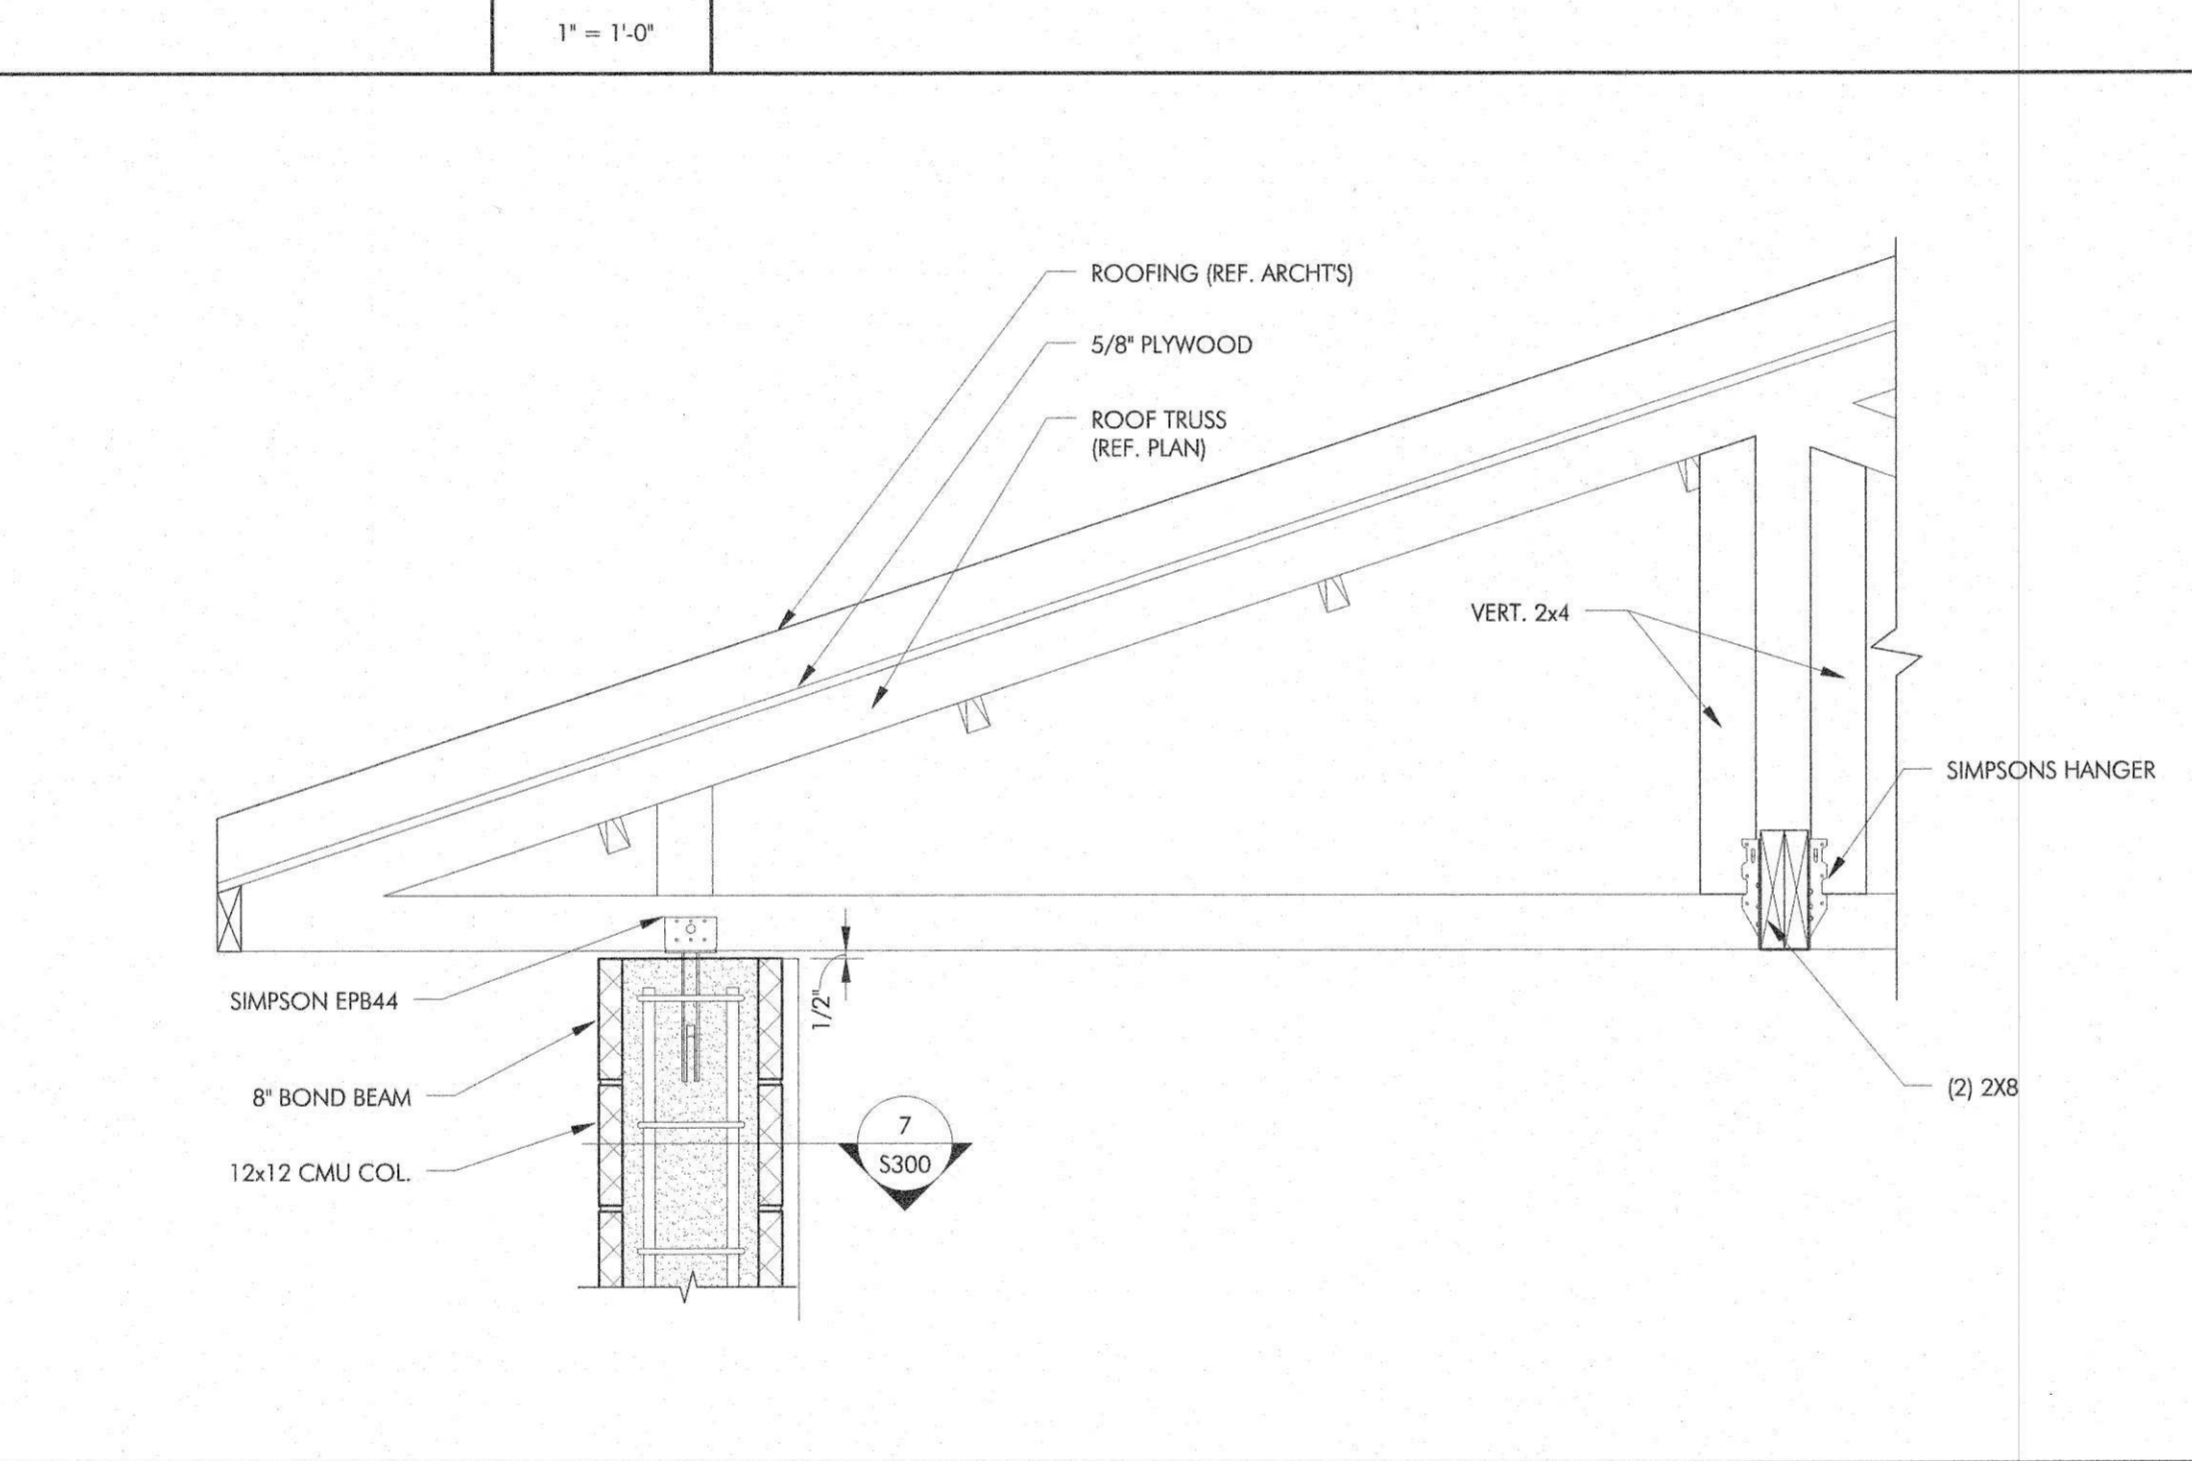 1" = 1'-0"
ROOFING (REF. ARCHT'S)
5/8" PLYWOOD
ROOF TRUSS
(REF. PLAN)
VERT. 2x4
SIMPSONS HANGER
SIMPSON EPB44
1/2"
8" BOND BEAM
(2) 2X8
7
S300
12x12 CMU COL.